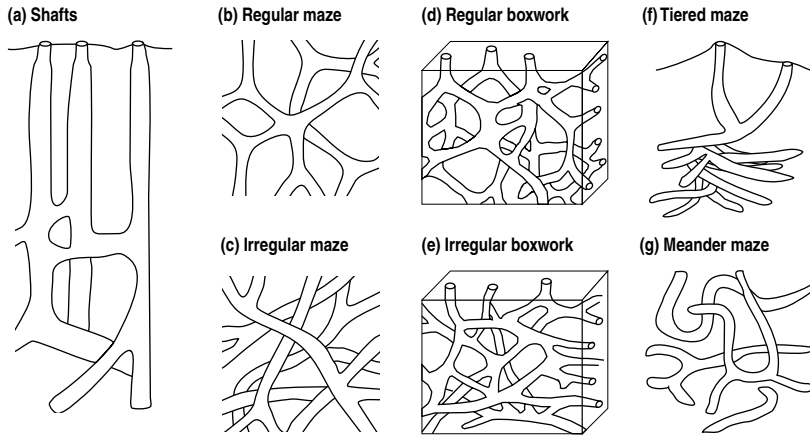 (a) Shafts
(b) Regular maze
(d) Regular boxwork
(f) Tiered maze
(c) Irregular maze
(e) Irregular boxwork
(g) Meander maze